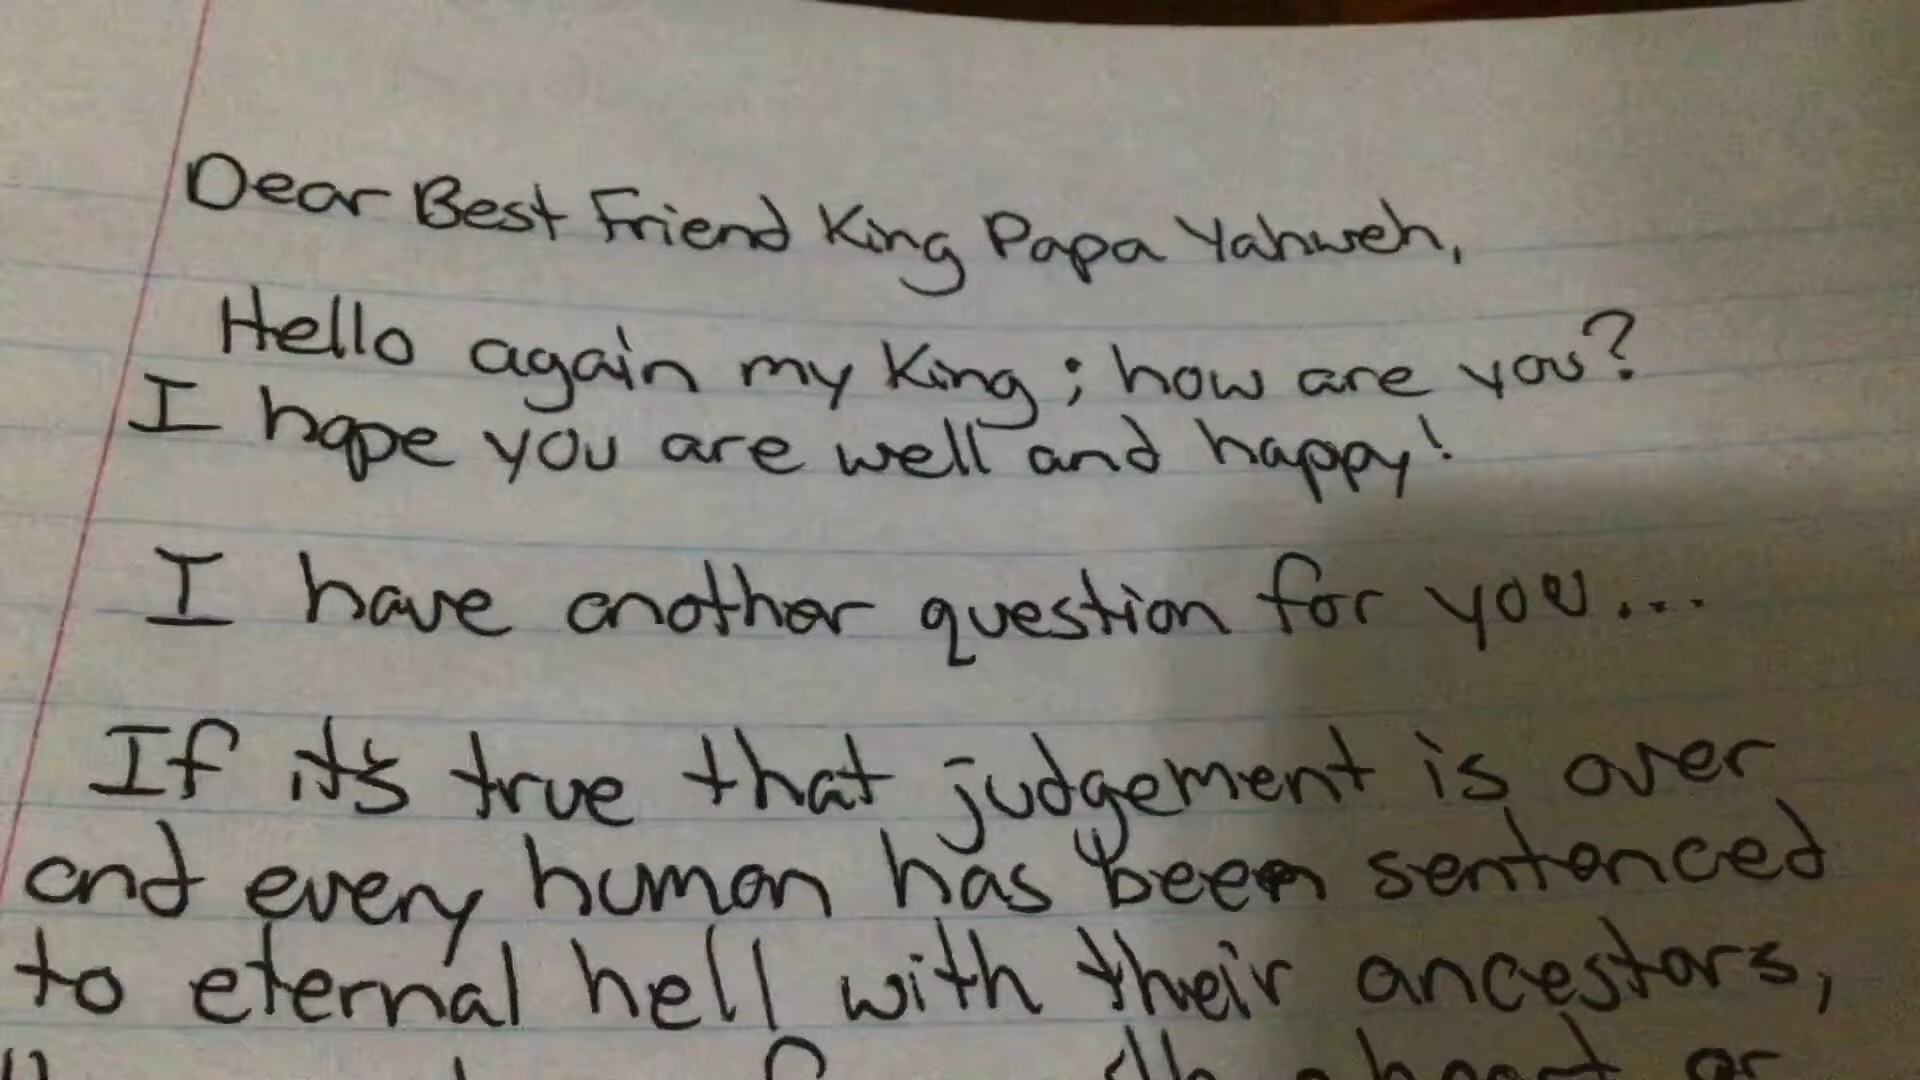 Dear Best Friend King Papa Yahweh,
Hello again my King; how are you?
I hope you are well and happy!
I have another question for you...
If it's true that judgement is over
and every human has been sentenced
to eternal hell with their ancestors,
or